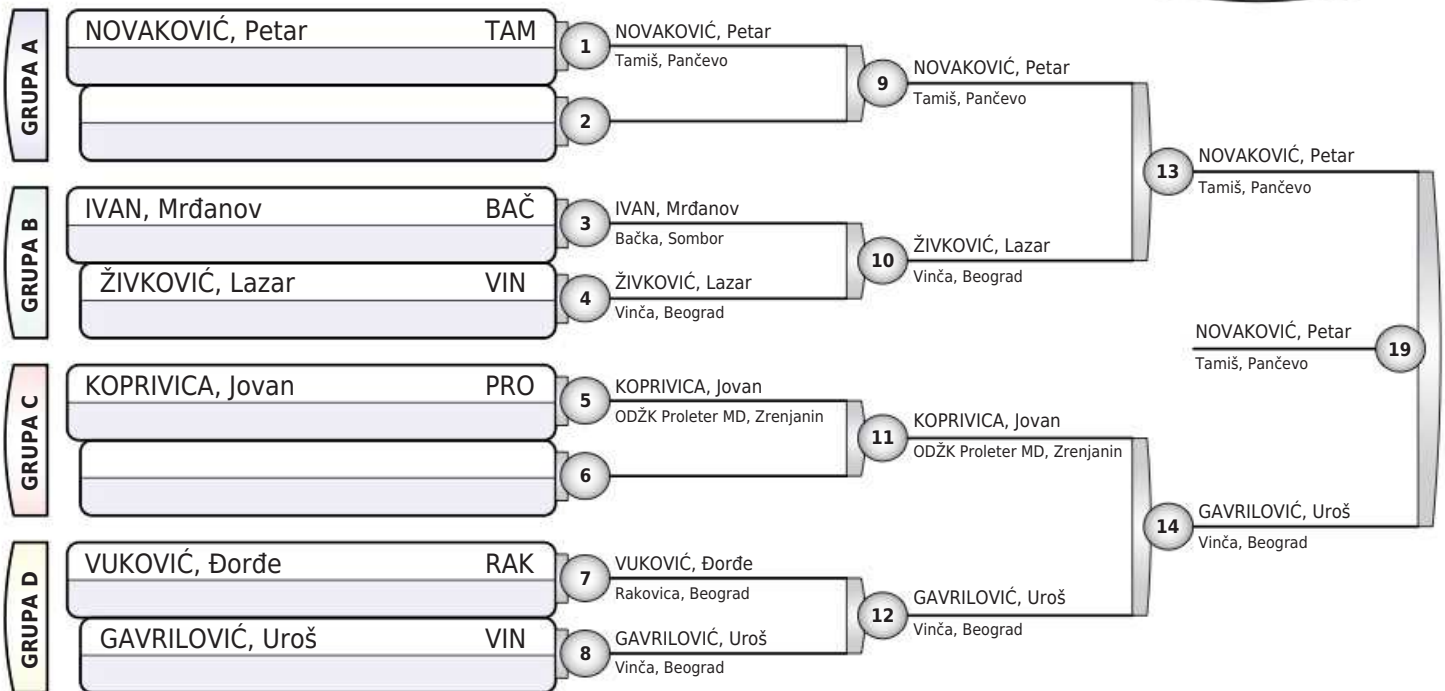 GRUPA A
NOVAKOVIĆ, Petar TAM
1
NOVAKOVIĆ, Petar
Tamiš, Pančevo
2
9
NOVAKOVIĆ, Petar
Tamiš, Pančevo
GRUPA B
IVAN, Mrđanov BAČ
3
IVAN, Mrđanov
Bačka, Sombor
ŽIVKOVIĆ, Lazar VIN
4
ŽIVKOVIĆ, Lazar
Vinča, Beograd
10
ŽIVKOVIĆ, Lazar
Vinča, Beograd
13
NOVAKOVIĆ, Petar
Tamiš, Pančevo
GRUPA C
KOPRIVICA, Jovan PRO
5
KOPRIVICA, Jovan
ODŽK Proleter MD, Zrenjanin
6
11
KOPRIVICA, Jovan
ODŽK Proleter MD, Zrenjanin
GRUPA D
VUKOVIĆ, Đorđe RAK
7
VUKOVIĆ, Đorđe
Rakovica, Beograd
GAVRILOVIĆ, Uroš VIN
8
GAVRILOVIĆ, Uroš
Vinča, Beograd
12
GAVRILOVIĆ, Uroš
Vinča, Beograd
14
GAVRILOVIĆ, Uroš
Vinča, Beograd
NOVAKOVIĆ, Petar
Tamiš, Pančevo
19